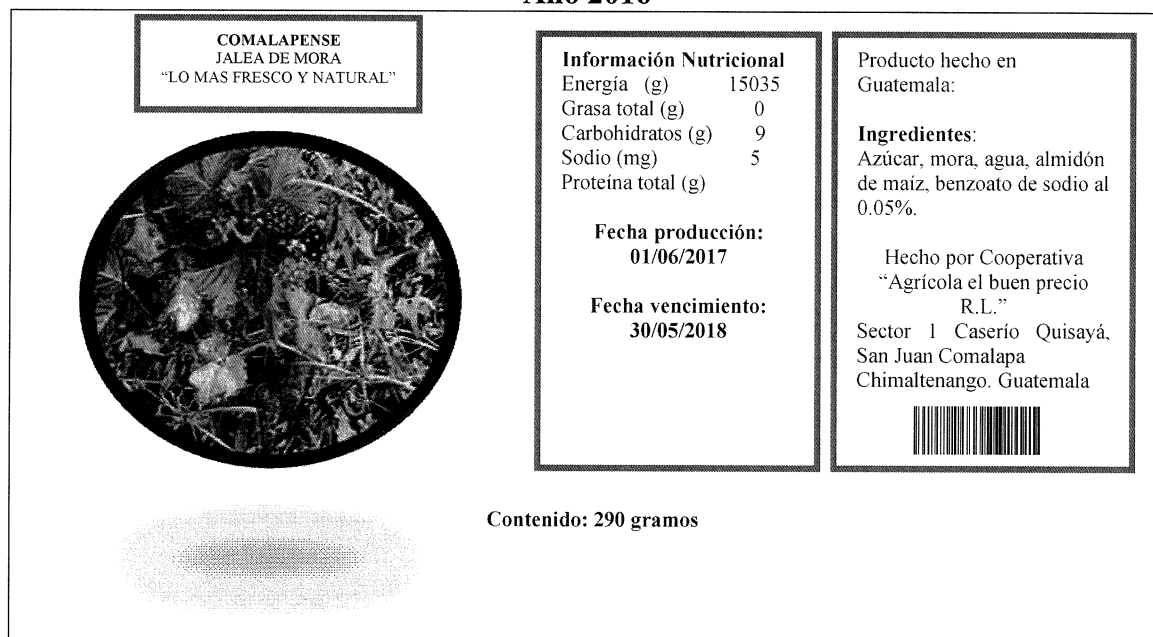 Año 2016
COMALAPENSE
JALEA DE MORA
“LO MAS FRESCO Y NATURAL”
Información Nutricional
Energía (g) 15035
Grasa total (g) 0
Carbohidratos (g) 9
Sodio (mg) 5
Proteína total (g)
Fecha producción:
01/06/2017
Fecha vencimiento:
30/05/2018
Producto hecho en
Guatemala:
Ingredientes:
Azúcar, mora, agua, almidón
de maíz, benzoato de sodio al
0.05%.
Hecho por Cooperativa
“Agrícola el buen precio
R.L.”
Sector 1 Caserío Quisayá,
San Juan Comalapa
Chimaltenango. Guatemala
Contenido: 290 gramos